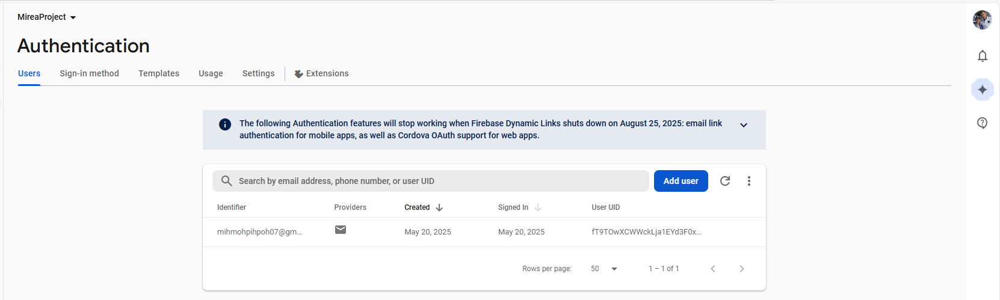 MireaProject
Authentication
Users Sign-in method Templates Usage Settings Extensions
The following Authentication features will stop working when Firebase Dynamic Links shuts down on August 25, 2025: email link
authentication for mobile apps, as well as Cordova OAuth support for web apps.
Search by email address, phone number, or user UID Add user
Identifier Providers Created Signed In User UID
mihmohpihpoh07@gm... May 20, 2025 May 20, 2025 fT9TOwXCWWckLja1EYd3F0x...
Rows per page: 50 1 – 1 of 1